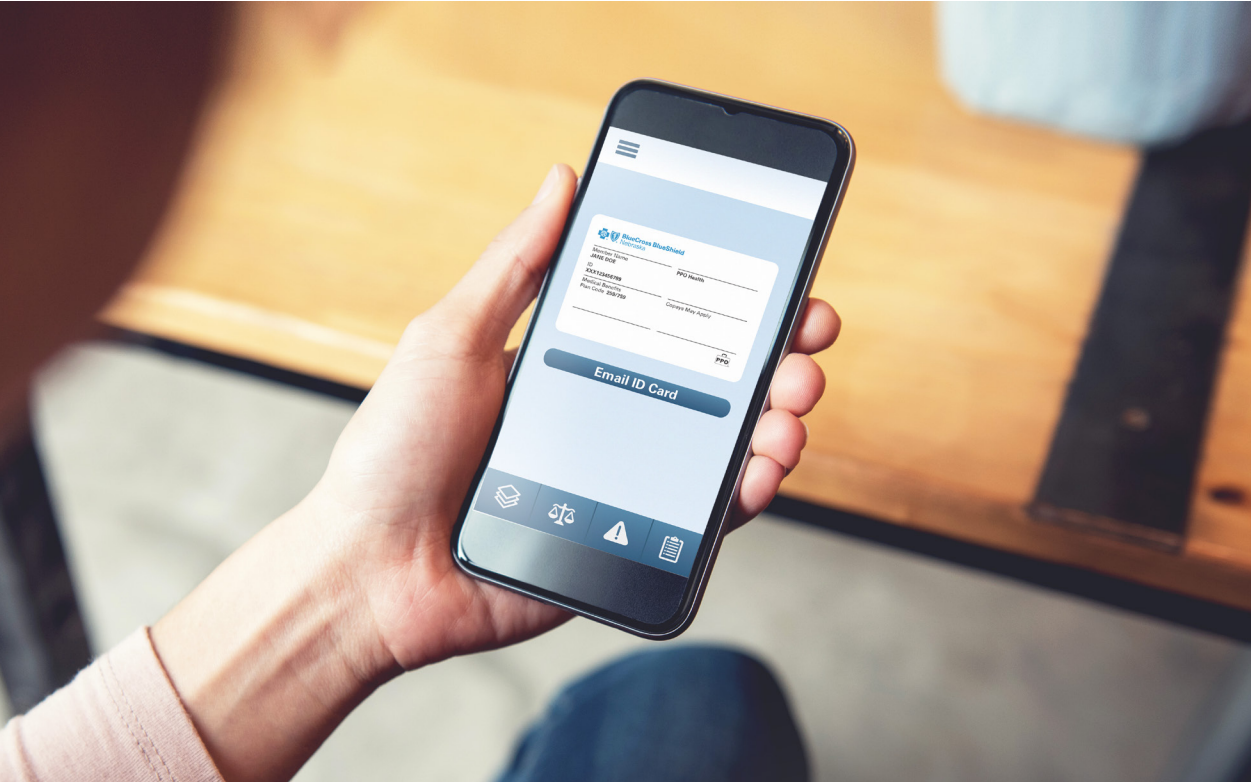 BlueCross BlueShield
Nebraska
Member Name
JANE DOE
PPO Health
ID
XXX123456789
Medical Benefits
Plan Code 259/759
Copays May Apply
PPO
Email ID Card